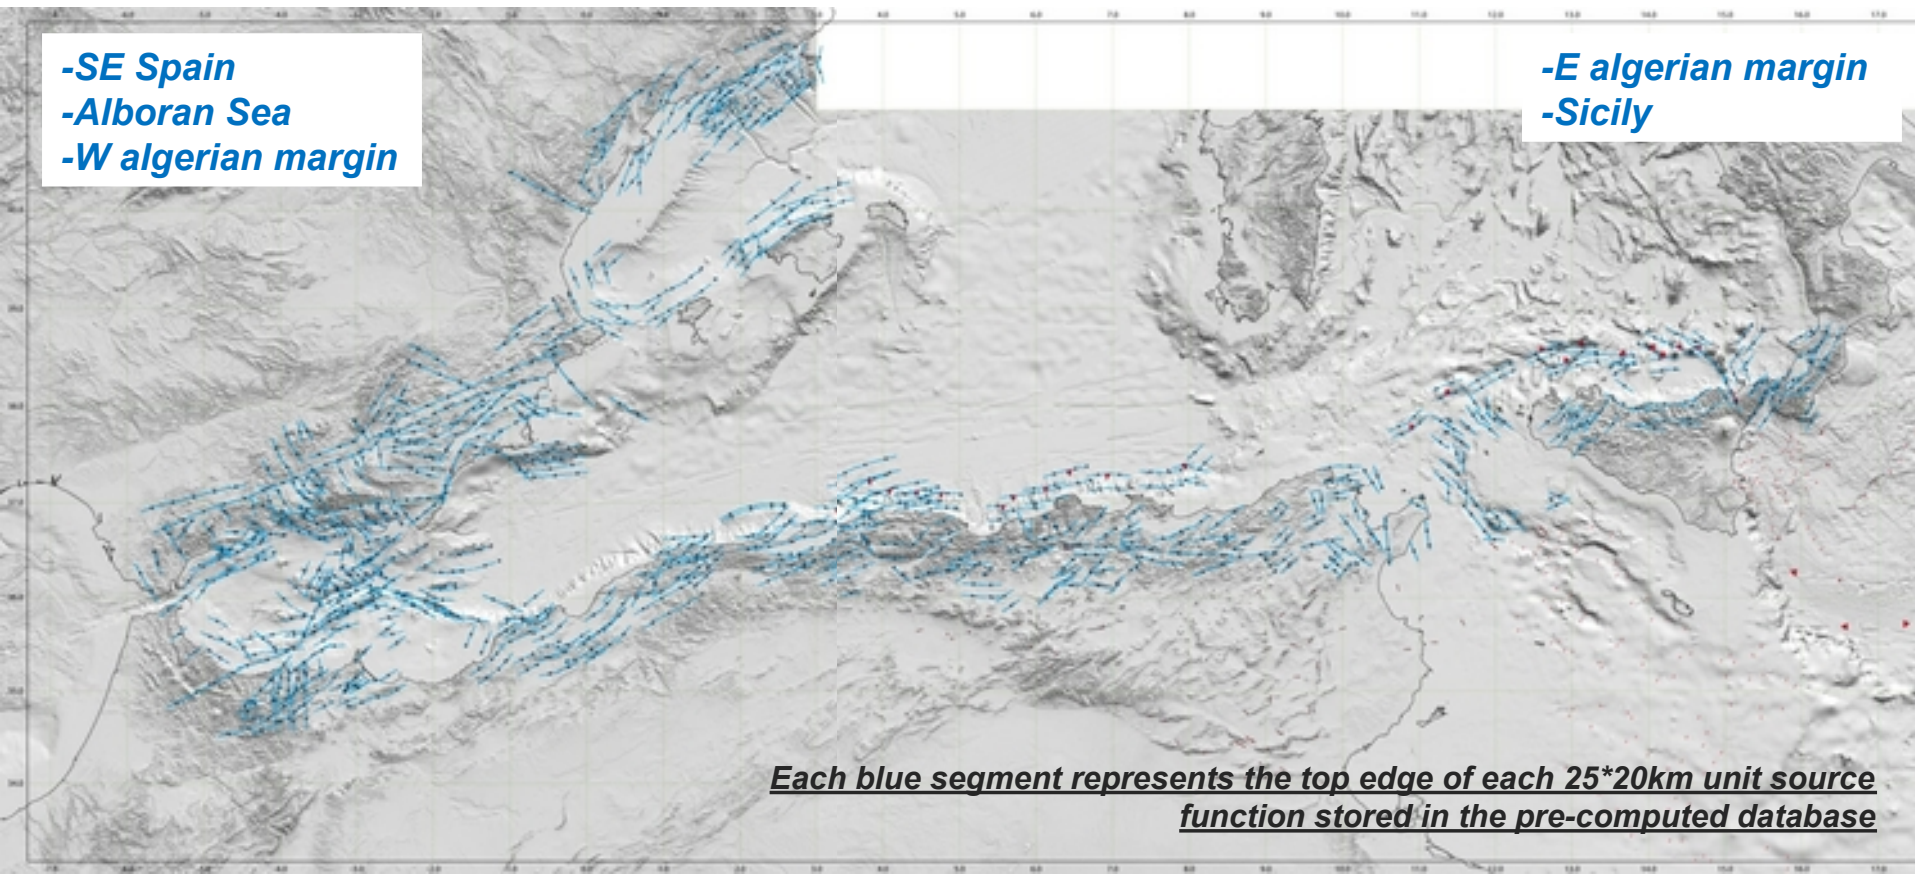 -SE Spain
-Alboran Sea
-W algerian margin
-E algerian margin
-Sicily
Each blue segment represents the top edge of each 25*20km unit source
function stored in the pre-computed database